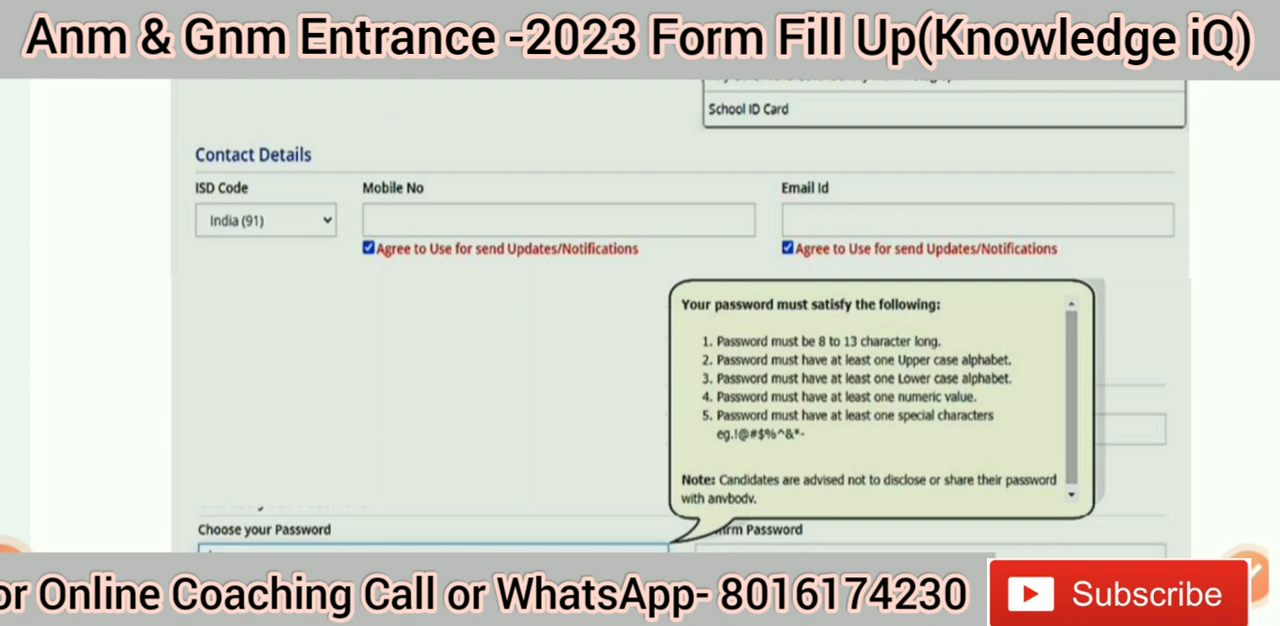 Anm & Gnm Entrance -2023 Form Fill Up(Knowledge iQ)
School ID Card
Contact Details
ISD Code Mobile No Email Id
India (91)
Agree to Use for send Updates/Notifications Agree to Use for send Updates/Notifications
Your password must satisfy the following:
1. Password must be 8 to 13 character long.
2. Password must have at least one Upper case alphabet.
3. Password must have at least one Lower case alphabet.
4. Password must have at least one numeric value.
5. Password must have at least one special characters
eg.!@#$%^&*-
Note: Candidates are advised not to disclose or share their password
with anybody.
Choose your Password Password
or Online Coaching Call or WhatsApp- 8016174230 Subscribe